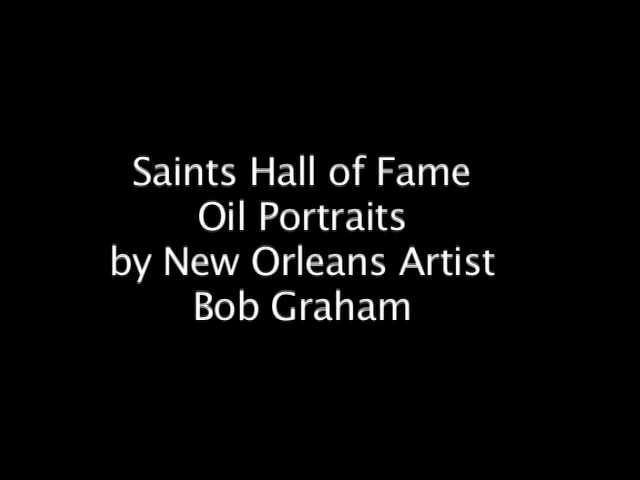 Saints Hall of Fame
Oil Portraits
by New Orleans Artist
Bob Graham